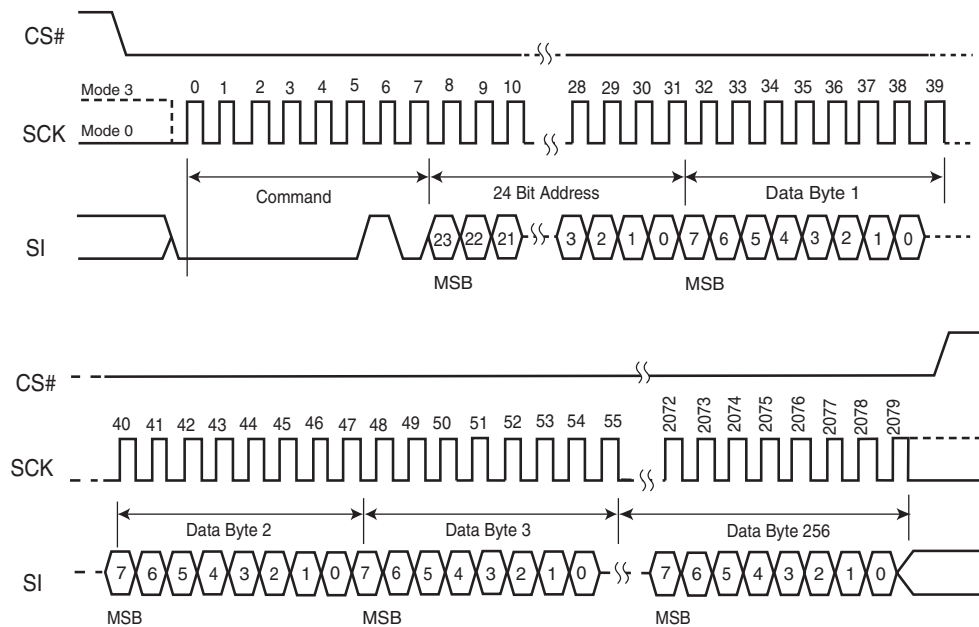 CS#
Mode 3
0 1 2 3 4 5 6 7 8 9 10 28 29 30 31 32 33 34 35 36 37 38 39
SCK
Mode 0
Command
24 Bit Address
Data Byte 1
SI
23 22 21 3 2 1 0 7 6 5 4 3 2 1 0
MSB MSB
CS#
40 41 42 43 44 45 46 47 48 49 50 51 52 53 54 55 2072 2073 2074 2075 2076 2077 2078 2079
SCK
Data Byte 2
Data Byte 3
Data Byte 256
SI
7 6 5 4 3 2 1 0 7 6 5 4 3 2 1 0 7 6 5 4 3 2 1 0
MSB MSB MSB